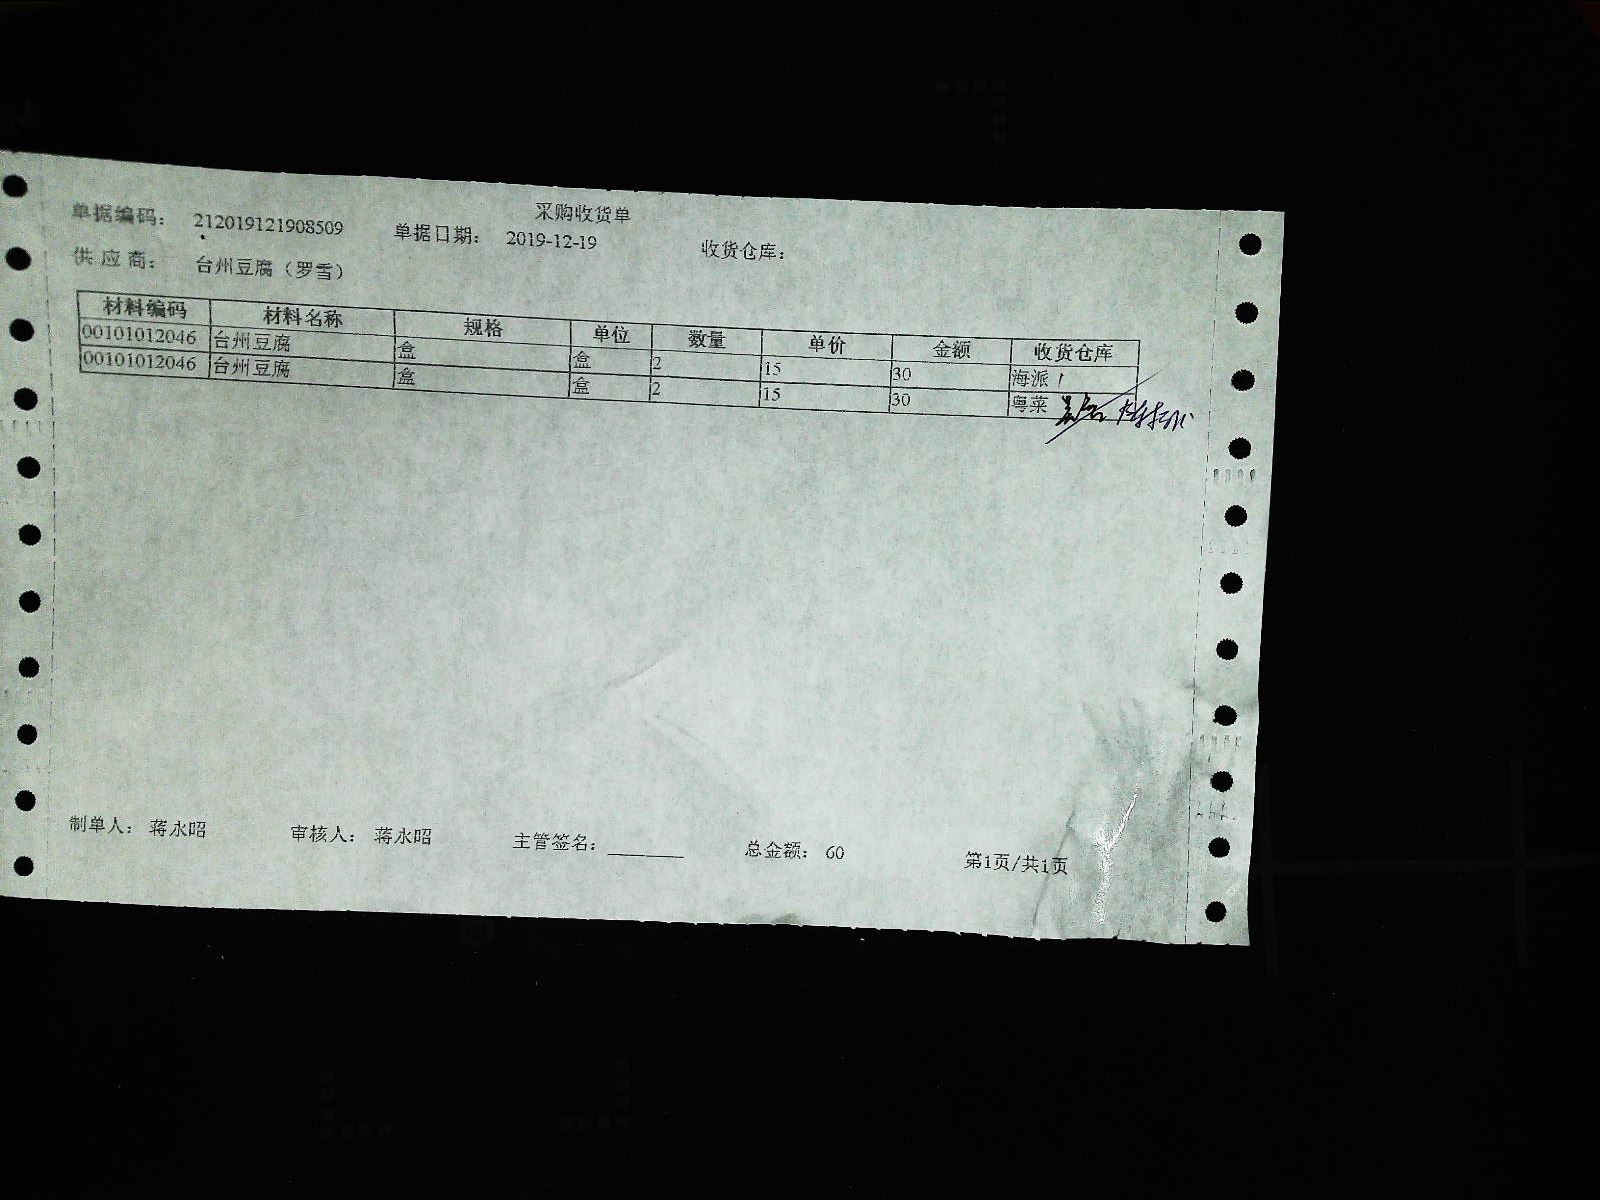 采购收货单
单据编码： 212019121908509 单据日期： 2019-12-19 收货仓库：
供 应 商： 台州豆腐（罗雪）
材料编码 材料名称 规格 单位 数量 单价 金额 收货仓库
00101012046 台州豆腐 盒 盒 2 15 30 海派
00101012046 台州豆腐 盒 盒 2 15 30 粤菜
制单人： 蒋永昭 审核人： 蒋永昭 主管签名： 总金额： 60 第1页/共1页